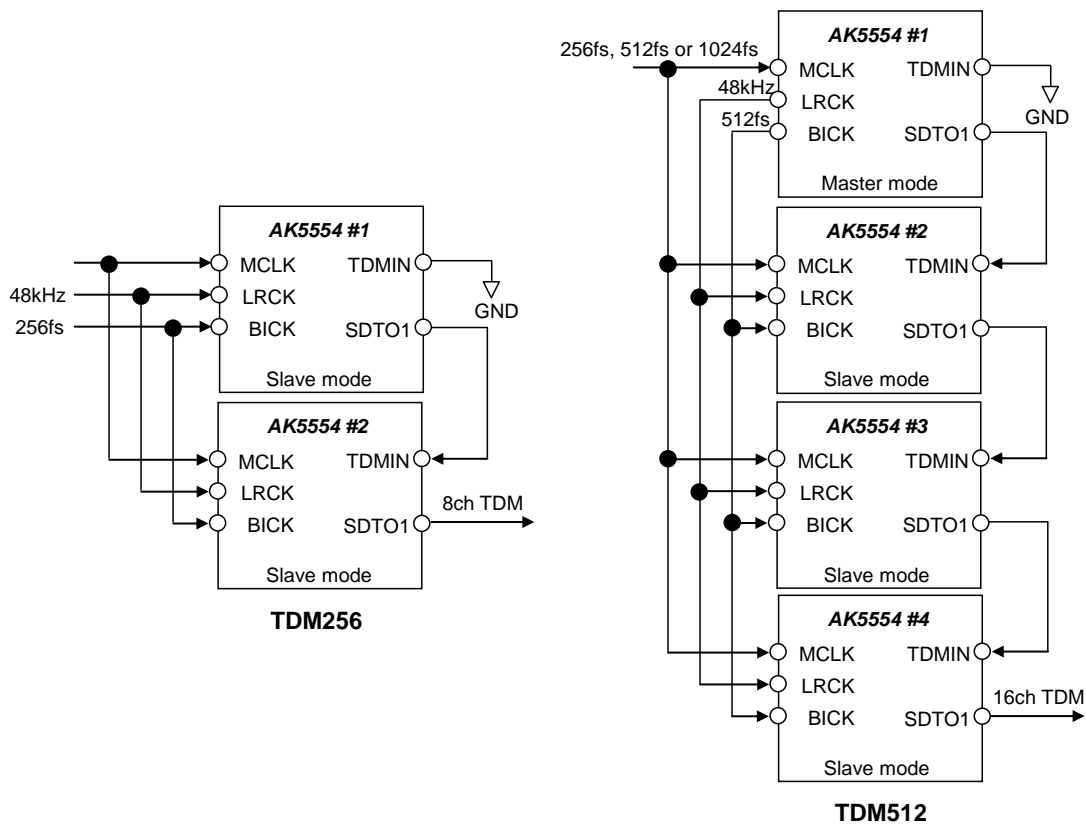 AK5554 #1
48kHz
256fs
MCLK
LRCK
BICK
TDMIN
SDTO1
GND
Slave mode
AK5554 #2
MCLK
LRCK
BICK
TDMIN
SDTO1
8ch TDM
Slave mode
TDM256
AK5554 #1
256fs, 512fs or 1024fs
48kHz
512fs
MCLK
LRCK
BICK
TDMIN
SDTO1
GND
Master mode
AK5554 #2
MCLK
LRCK
BICK
TDMIN
SDTO1
Slave mode
AK5554 #3
MCLK
LRCK
BICK
TDMIN
SDTO1
Slave mode
AK5554 #4
MCLK
LRCK
BICK
TDMIN
SDTO1
16ch TDM
Slave mode
TDM512